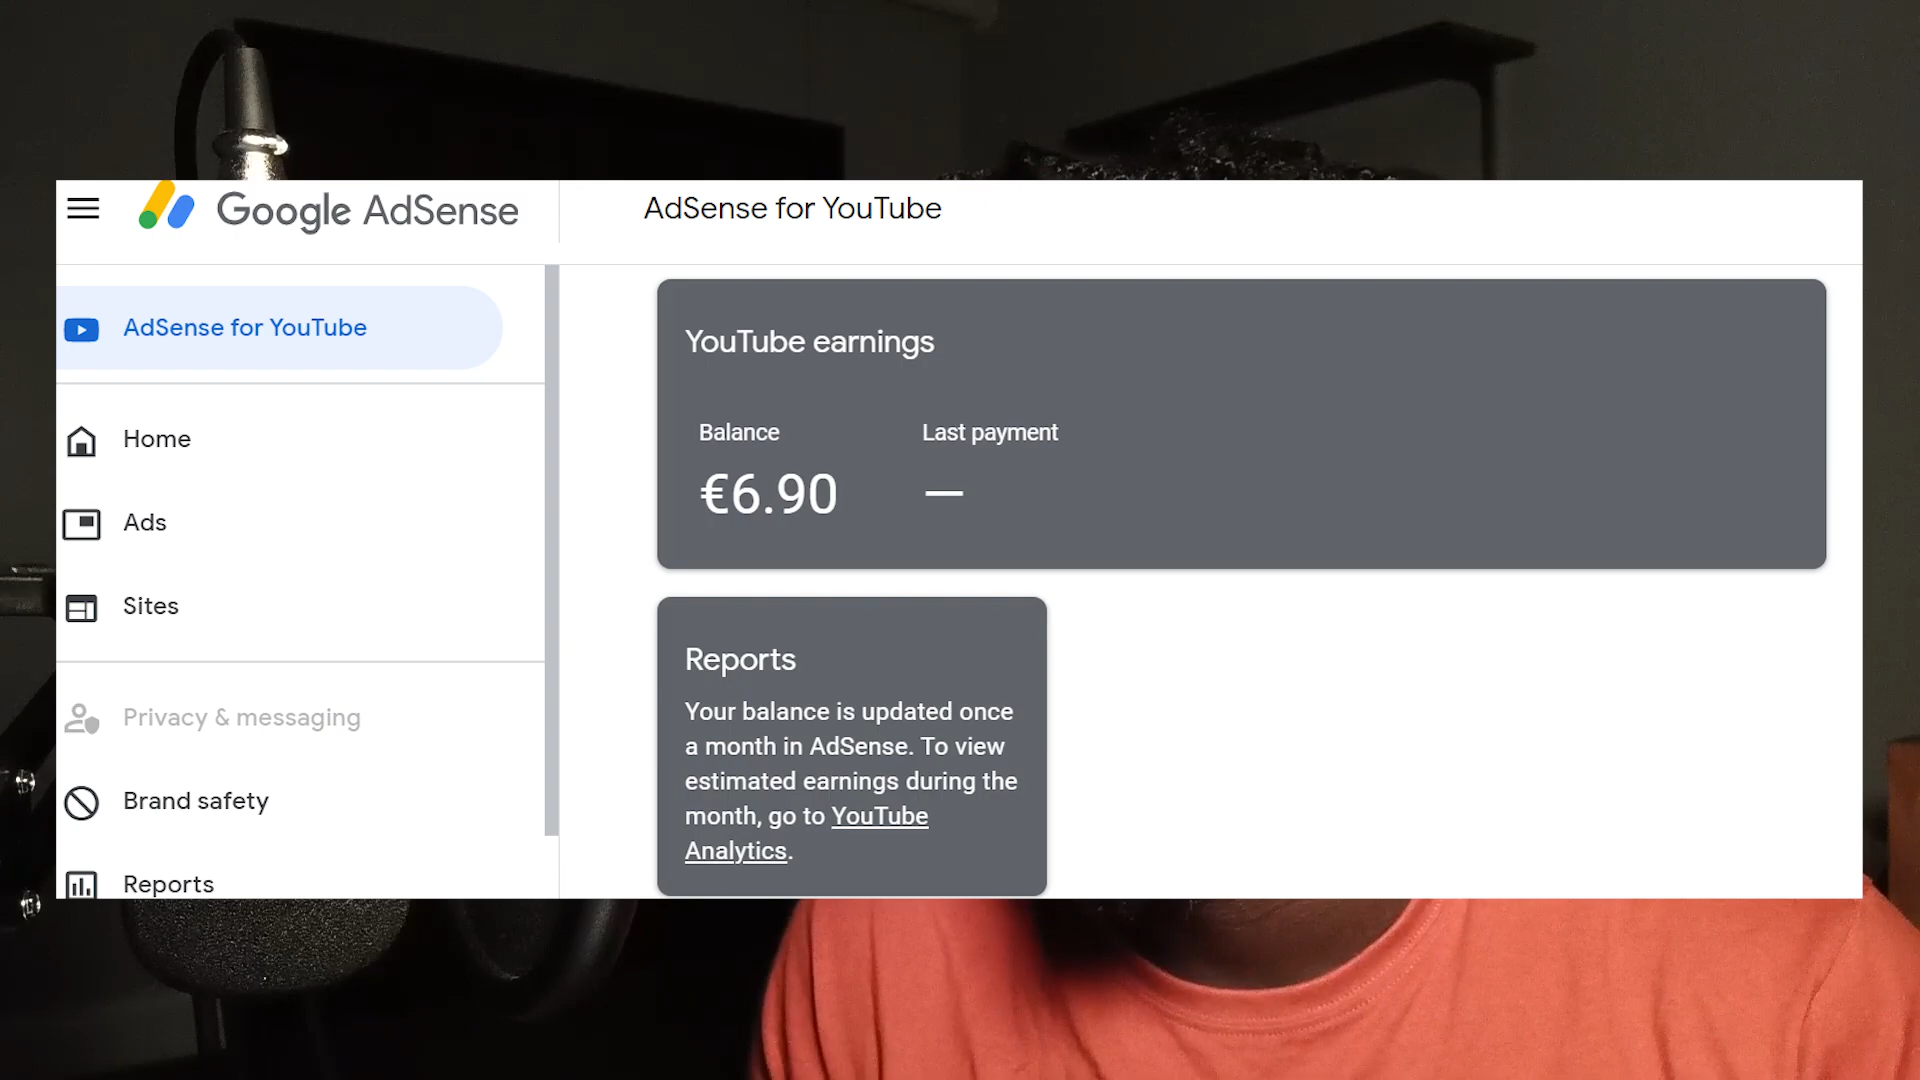 Google AdSense
AdSense for YouTube
AdSense for YouTube
Home
Ads
Sites
Privacy & messaging
Brand safety
Reports
YouTube earnings
Balance
Last payment
€6.90
—
Reports
Your balance is updated once
a month in AdSense. To view
estimated earnings during the
month, go to YouTube
Analytics.